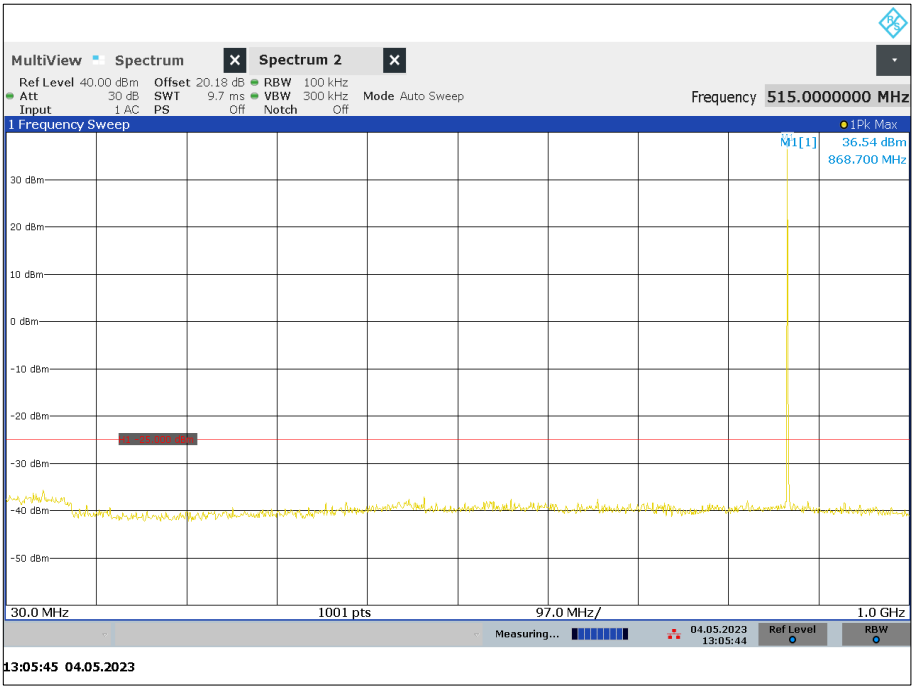 R S
MultiView Spectrum X Spectrum 2 X
Ref Level 40.00 dBm Offset 20.18 dB RBW 100 kHz
Att 30 dB SWT 9.7 ms VBW 300 kHz Mode Auto Sweep
Input 1 AC PS Off Notch Off
Frequency 515.0000000 MHz
1 Frequency Sweep 1Pk Max
M1[1] 36.54 dBm
868.700 MHz
30 dBm
20 dBm
10 dBm
0 dBm
-10 dBm
-20 dBm
H1 -25.000 dBm
-30 dBm
-40 dBm
-50 dBm
30.0 MHz 1001 pts 97.0 MHz/ 1.0 GHz
Measuring... 04.05.2023 Ref Level RBW
13:05:44
13:05:45 04.05.2023